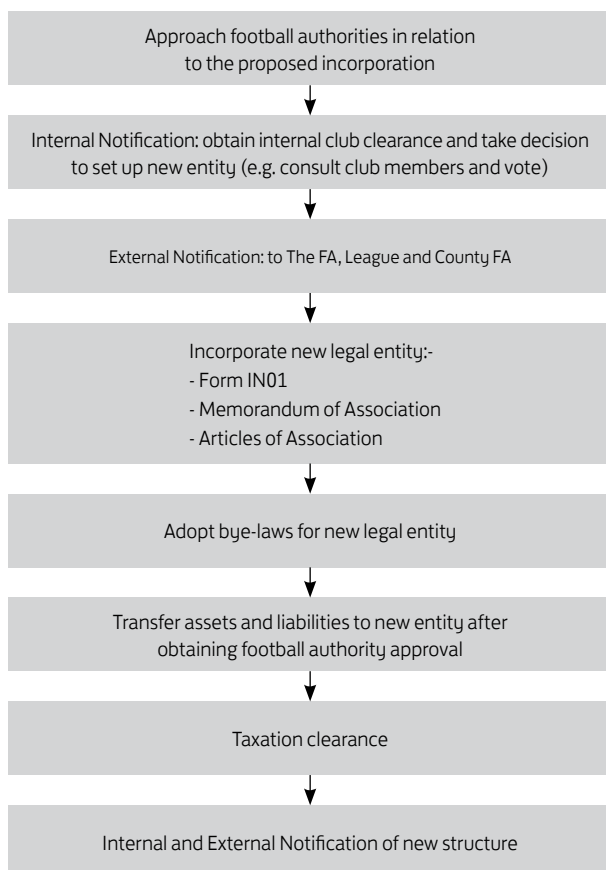 Approach football authorities in relation
to the proposed incorporation
Internal Notification: obtain internal club clearance and take decision
to set up new entity (e.g. consult club members and vote)
External Notification: to The FA, League and County FA
Incorporate new legal entity:-
- Form IN01
- Memorandum of Association
- Articles of Association
Adopt bye-laws for new legal entity
Transfer assets and liabilities to new entity after
obtaining football authority approval
Taxation clearance
Internal and External Notification of new structure